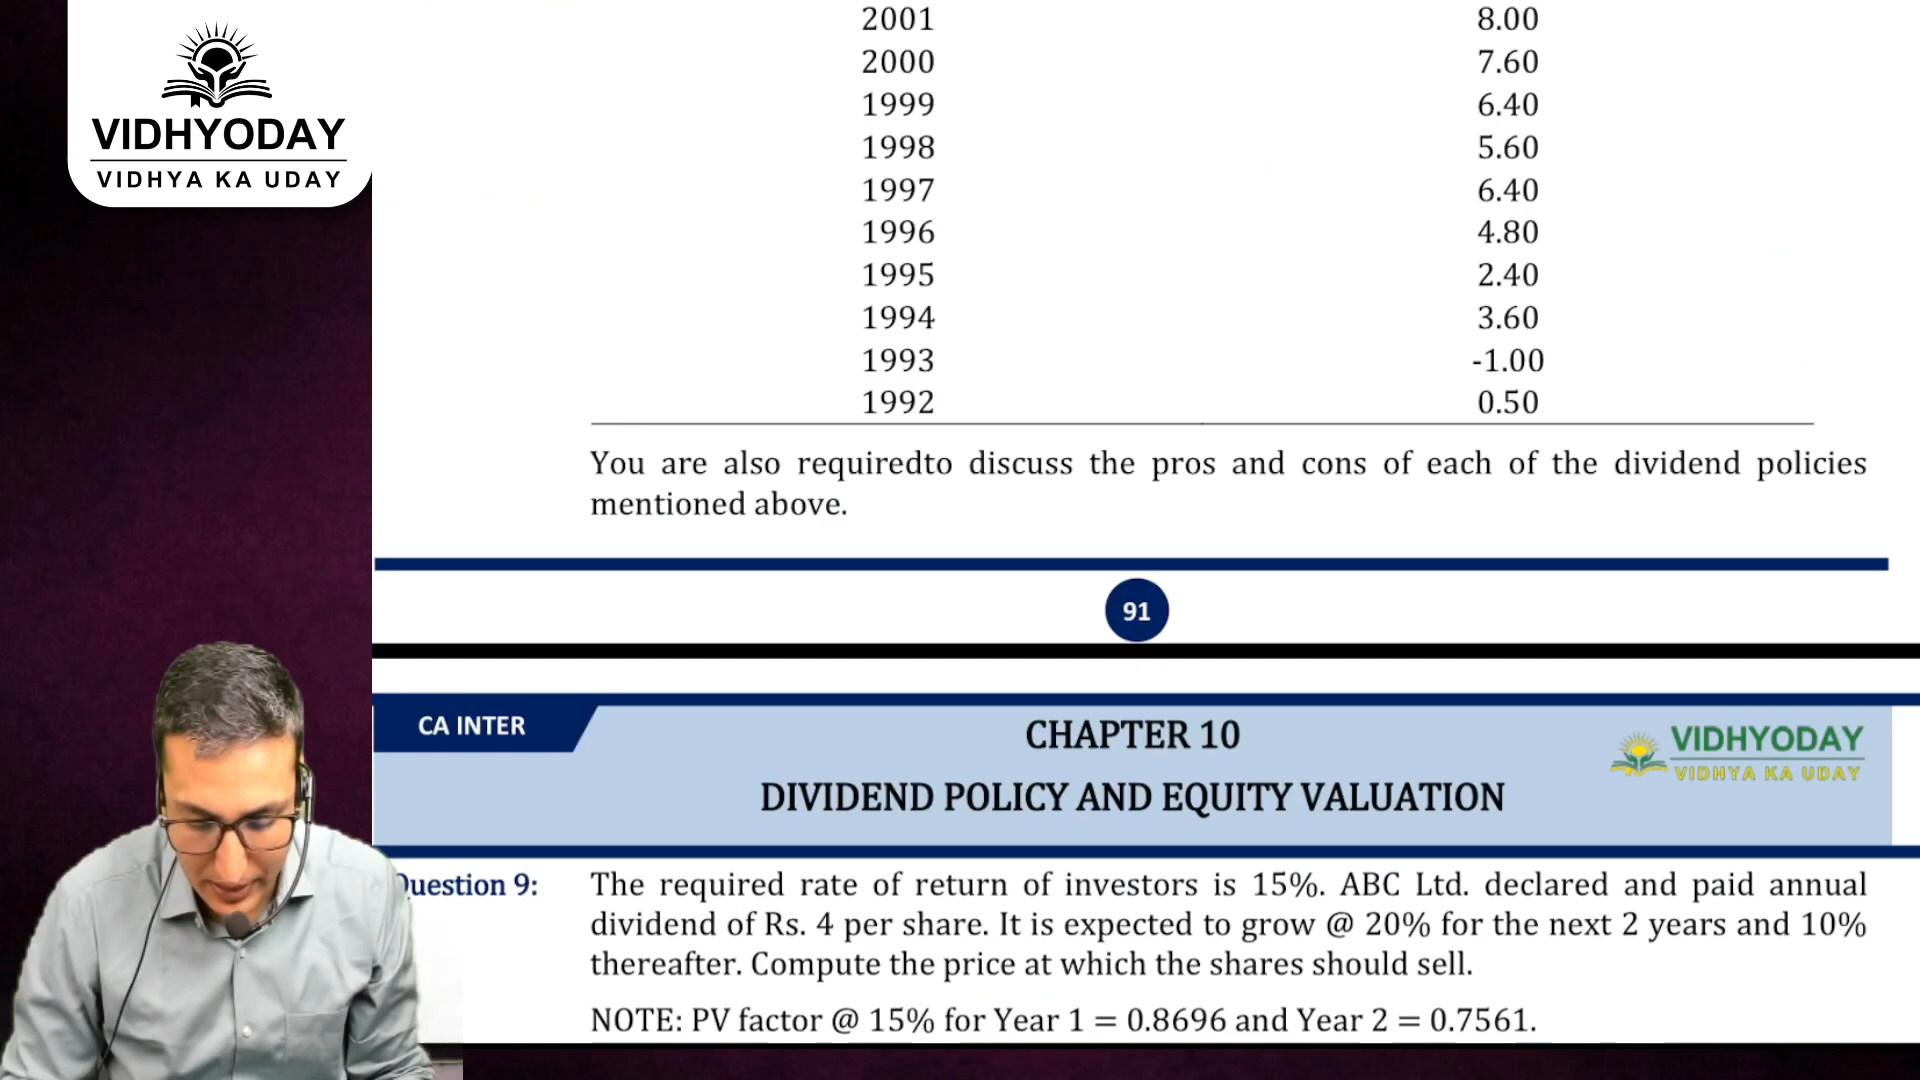 VIDHYODAY
VIDHYA KA UDAY
2001 8.00
2000 7.60
1999 6.40
1998 5.60
1997 6.40
1996 4.80
1995 2.40
1994 3.60
1993 -1.00
1992 0.50
You are also requiredto discuss the pros and cons of each of the dividend policies
mentioned above.
91
CA INTER
CHAPTER 10
VIDHYODAY
VIDHYA KA UDAY
DIVIDEND POLICY AND EQUITY VALUATION
Question 9: The required rate of return of investors is 15%. ABC Ltd. declared and paid annual
dividend of Rs. 4 per share. It is expected to grow @ 20% for the next 2 years and 10%
thereafter. Compute the price at which the shares should sell.
NOTE: PV factor @ 15% for Year 1 = 0.8696 and Year 2 = 0.7561.